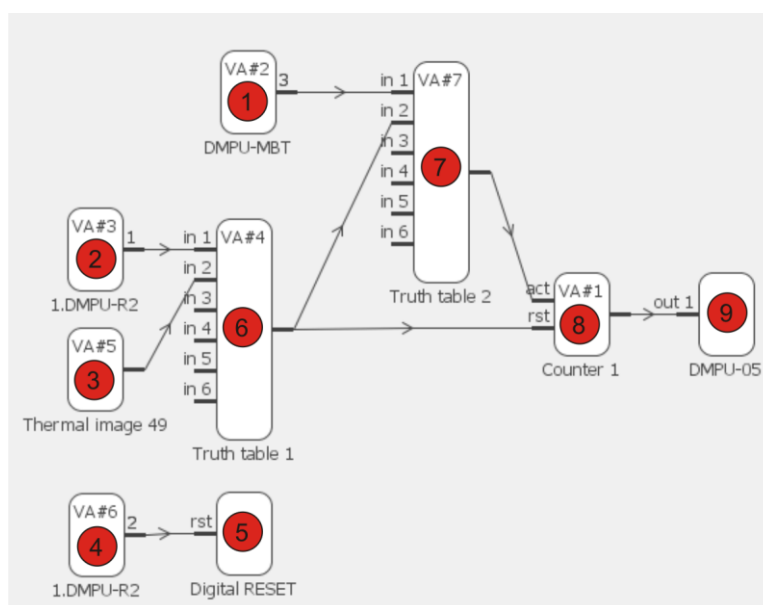 VA#2
1
3
DMPU-MBT
in 1
in 2
in 3
in 4
in 5
in 6
VA#7
7
Truth table 2
VA#3
2
1
1.DMPU-R2
VA#5
3
Thermal image 49
in 1
in 2
in 3
in 4
in 5
in 6
VA#4
6
Truth table 1
act
rst
VA#1
8
Counter 1
out 1
9
DMPU-05
VA#6
4
2
1.DMPU-R2
rst
5
Digital RESET